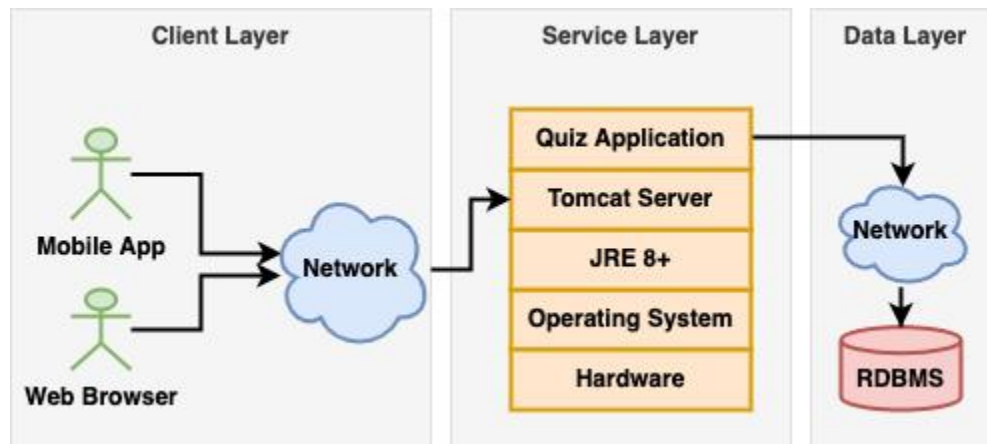 Client Layer
Service Layer
Data Layer
Mobile App
Web Browser
Network
Quiz Application
Tomcat Server
JRE 8+
Operating System
Hardware
Network
RDBMS